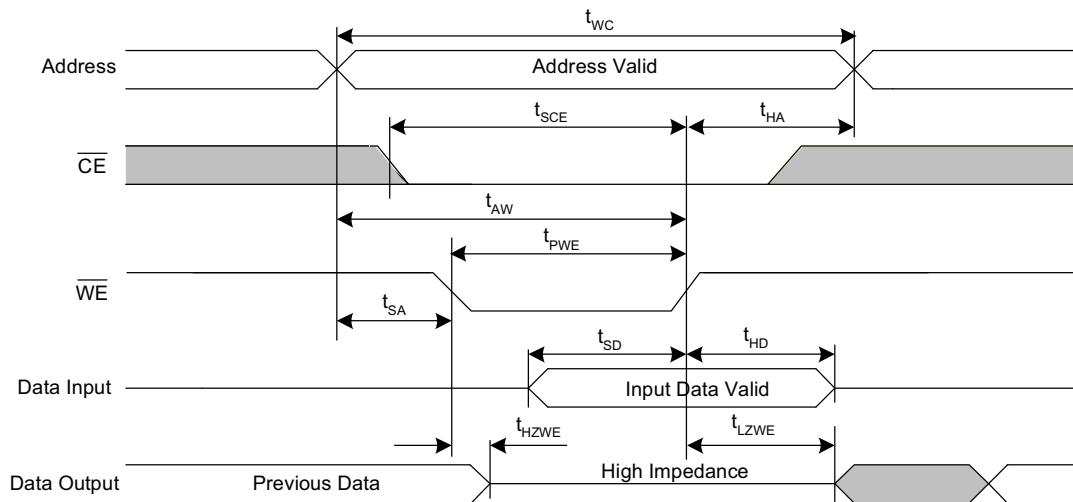 tWC
Address
Address Valid
tSCE
tHA
CE
tAW
tPWE
WE
tSA
tSD
tHD
Data Input
Input Data Valid
tHZWE
tLZWE
Data Output
Previous Data
High Impedance